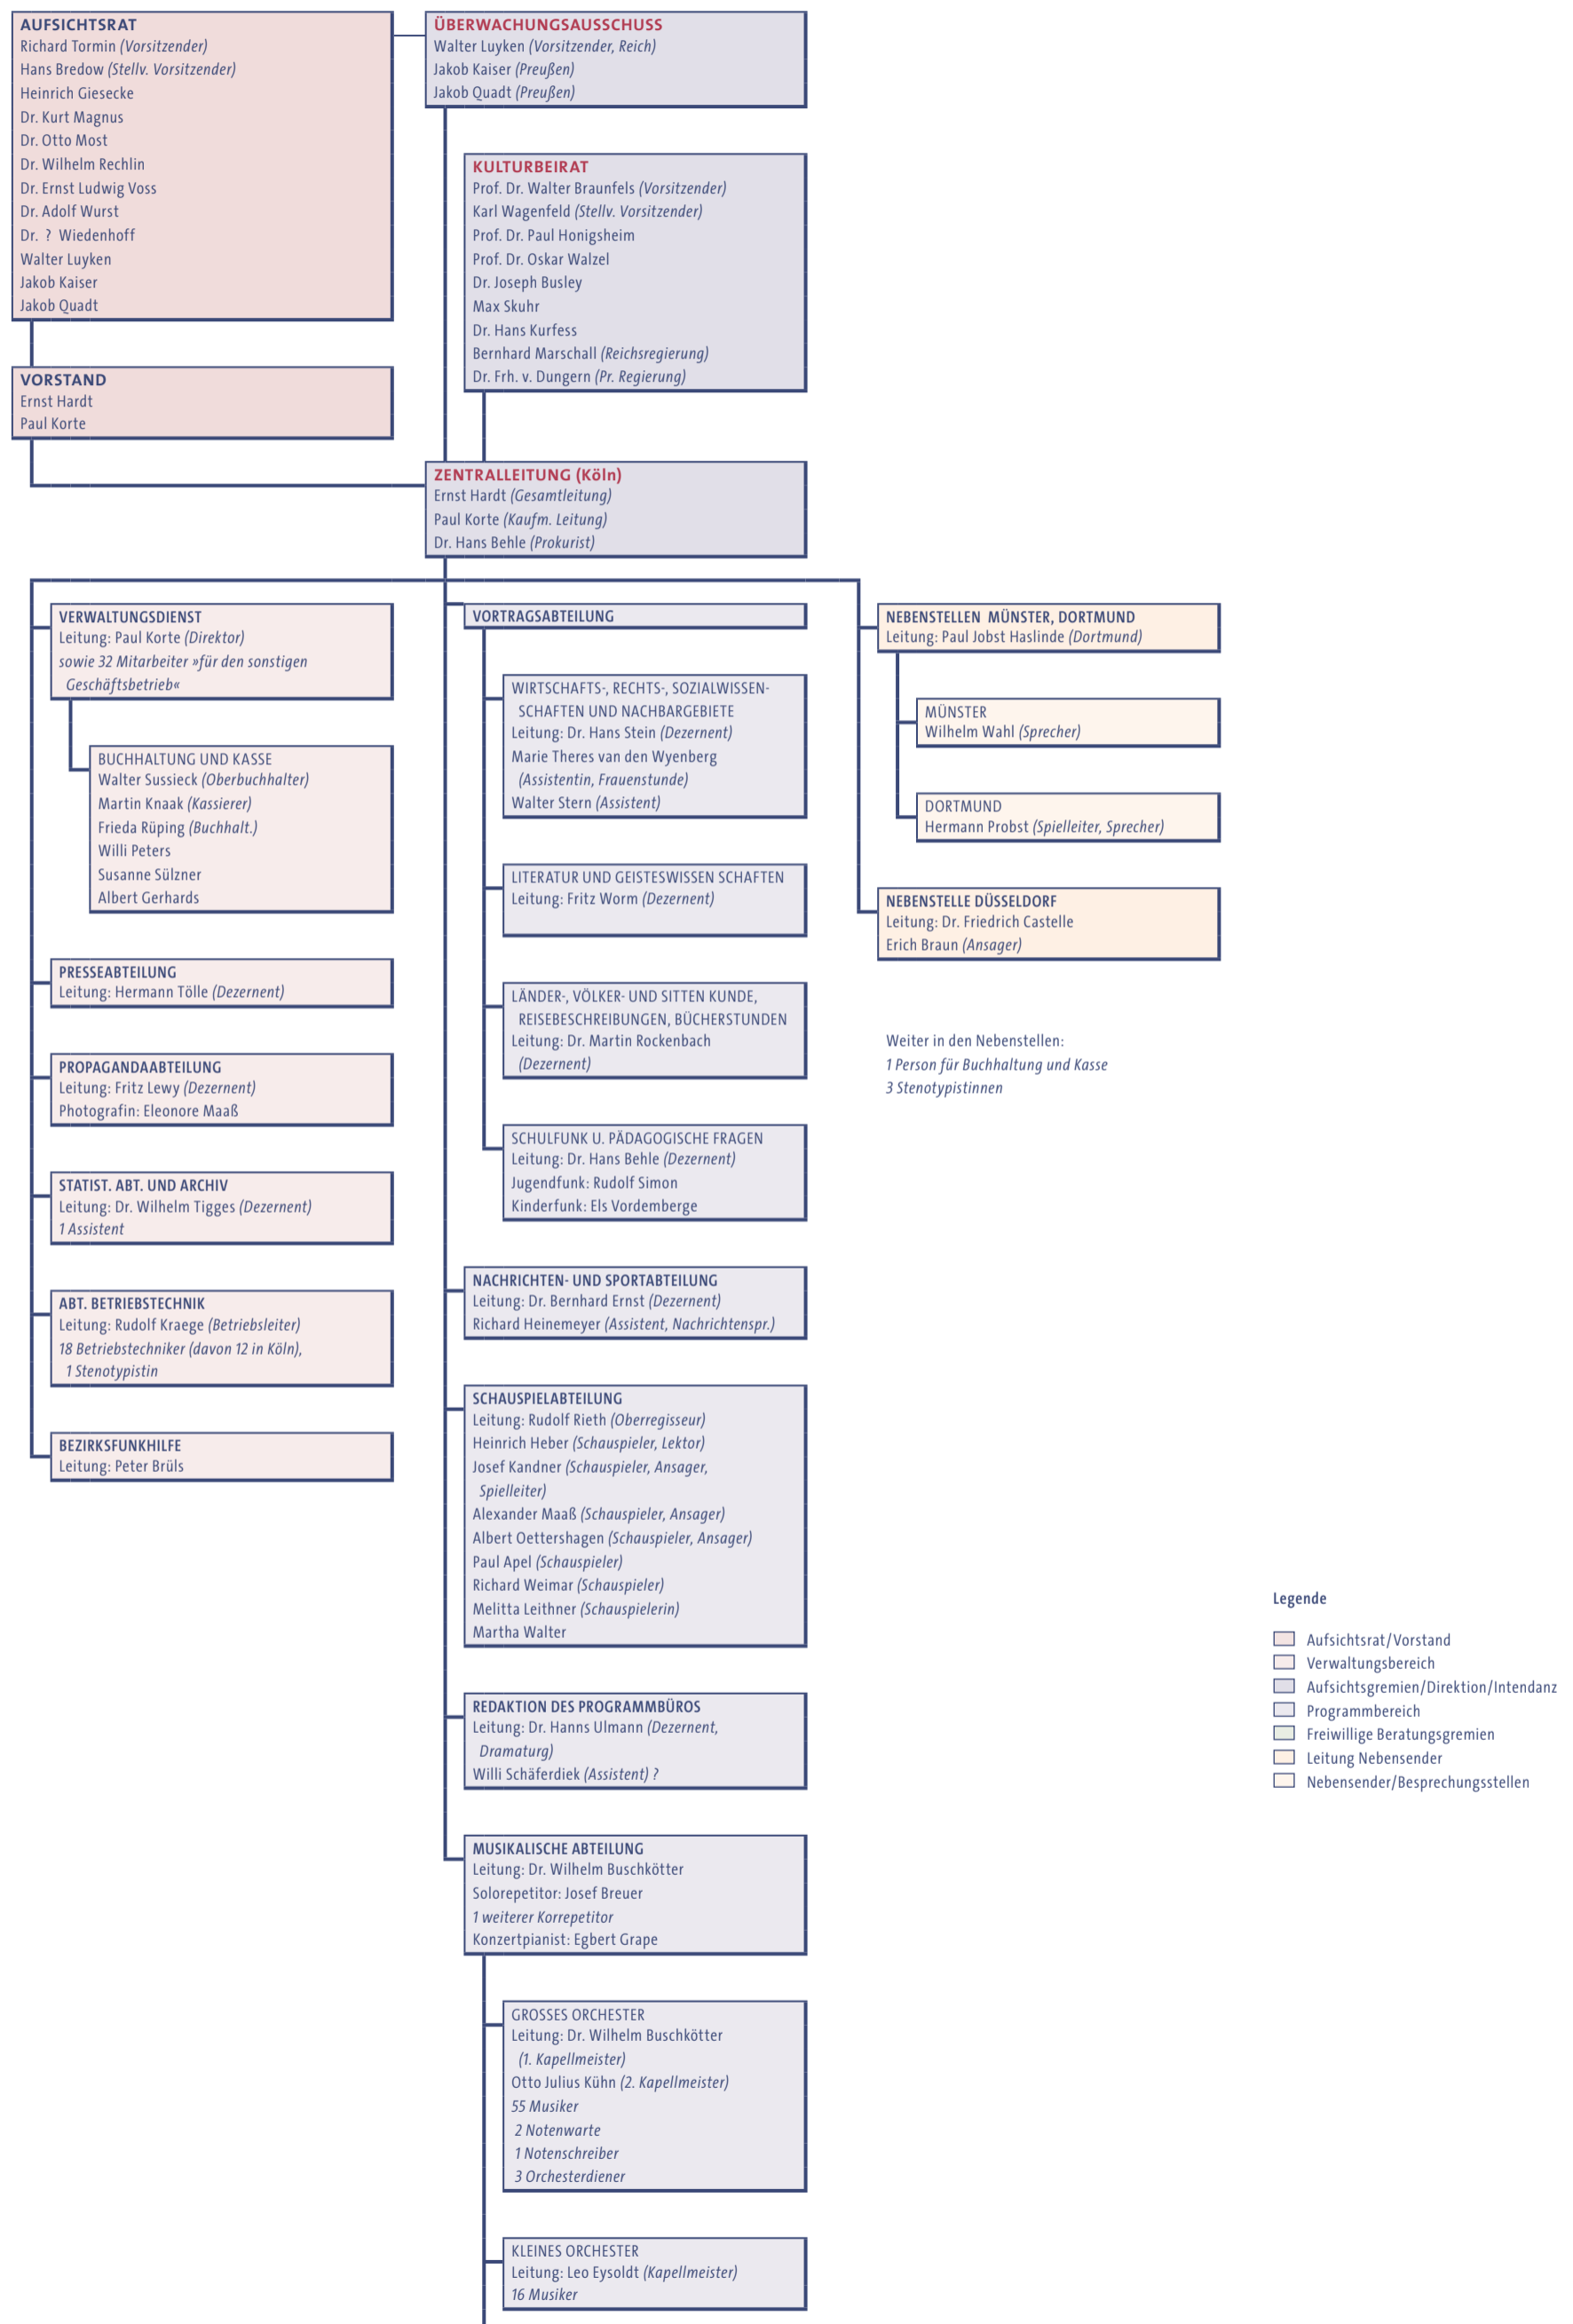 AUFSICHTSRAT
Richard Tormin (Vorsitzender)
Hans Bredow (Stellv. Vorsitzender)
Heinrich Giesecke
Dr. Kurt Magnus
Dr. Otto Most
Dr. Wilhelm Rechlin
Dr. Ernst Ludwig Voss
Dr. Adolf Wurst
Dr. ? Wiedenhoff
Walter Luyken
Jakob Kaiser
Jakob Quadt
VORSTAND
Ernst Hardt
Paul Korte
ÜBERWACHUNGSAUSSCHUSS
Walter Luyken (Vorsitzender, Reich)
Jakob Kaiser (Preußen)
Jakob Quadt (Preußen)
KULTURBEIRAT
Prof. Dr. Walter Braunfels (Vorsitzender)
Karl Wagenfeld (Stellv. Vorsitzender)
Prof. Dr. Paul Honigsheim
Prof. Dr. Oskar Walzel
Dr. Joseph Busley
Max Skuhr
Dr. Hans Kurfess
Bernhard Marschall (Reichsregierung)
Dr. Frh. v. Dungern (Pr. Regierung)
ZENTRALLEITUNG (Köln)
Ernst Hardt (Gesamtleitung)
Paul Korte (Kaufm. Leitung)
Dr. Hans Behle (Prokurist)
VERWALTUNGSDIENST
Leitung: Paul Korte (Direktor)
sowie 32 Mitarbeiter »für den sonstigen
Geschäftsbetrieb«
BUCHHALTUNG UND KASSE
Walter Sussieck (Oberbuchhalter)
Martin Knaak (Kassierer)
Frieda Rüping (Buchhalt.)
Willi Peters
Susanne Sülzner
Albert Gerhards
PRESSEABTEILUNG
Leitung: Hermann Tölle (Dezernent)
PROPAGANDAABTEILUNG
Leitung: Fritz Lewy (Dezernent)
Photografin: Eleonore Maaß
STATIST. ABT. UND ARCHIV
Leitung: Dr. Wilhelm Tigges (Dezernent)
1 Assistent
ABT. BETRIEBSTECHNIK
Leitung: Rudolf Kraege (Betriebsleiter)
18 Betriebstechniker (davon 12 in Köln),
1 Stenotypistin
BEZIRKSFUNKHILFE
Leitung: Peter Brüls
VORTRAGSABTEILUNG
WIRTSCHAFTS-, RECHTS-, SOZIALWISSEN-
SCHAFTEN UND NACHBARGEBIETE
Leitung: Dr. Hans Stein (Dezernent)
Marie Theres van den Wyenberg
(Assistentin, Frauenstunde)
Walter Stern (Assistent)
LITERATUR UND GEISTESWISSEN SCHAFTEN
Leitung: Fritz Worm (Dezernent)
LÄNDER-, VÖLKER- UND SITTEN KUNDE,
REISEBESCHREIBUNGEN, BÜCHERSTUNDEN
Leitung: Dr. Martin Rockenbach
(Dezernent)
SCHULFUNK U. PÄDAGOGISCHE FRAGEN
Leitung: Dr. Hans Behle (Dezernent)
Jugendfunk: Rudolf Simon
Kinderfunk: Els Vordemberge
NACHRICHTEN- UND SPORTABTEILUNG
Leitung: Dr. Bernhard Ernst (Dezernent)
Richard Heinemeyer (Assistent, Nachrichtenspr.)
SCHAUSPIELABTEILUNG
Leitung: Rudolf Rieth (Oberregisseur)
Heinrich Heber (Schauspieler, Lektor)
Josef Kandner (Schauspieler, Ansager,
Spielleiter)
Alexander Maaß (Schauspieler, Ansager)
Albert Oettershagen (Schauspieler, Ansager)
Paul Apel (Schauspieler)
Richard Weimar (Schauspieler)
Melitta Leithner (Schauspielerin)
Martha Walter
REDAKTION DES PROGRAMMBÜROS
Leitung: Dr. Hanns Ulmann (Dezernent,
Dramaturg)
Willi Schäferdiek (Assistent) ?
MUSIKALISCHE ABTEILUNG
Leitung: Dr. Wilhelm Buschkötter
Solorepetitor: Josef Breuer
1 weiterer Korrepetitor
Konzertpianist: Egbert Grape
GROSSES ORCHESTER
Leitung: Dr. Wilhelm Buschkötter
(1. Kapellmeister)
Otto Julius Kühn (2. Kapellmeister)
55 Musiker
2 Notenwarte
1 Notenschreiber
3 Orchesterdiener
KLEINES ORCHESTER
Leitung: Leo Eysoldt (Kapellmeister)
16 Musiker
NEBENSTELLEN MÜNSTER, DORTMUND
Leitung: Paul Jobst Haslinde (Dortmund)
MÜNSTER
Wilhelm Wahl (Sprecher)
DORTMUND
Hermann Probst (Spielleiter, Sprecher)
NEBENSTELLE DÜSSELDORF
Leitung: Dr. Friedrich Castelle
Erich Braun (Ansager)
Weiter in den Nebenstellen:
1 Person für Buchhaltung und Kasse
3 Stenotypistinnen
Legende
Aufsichtsrat/Vorstand
Verwaltungsbereich
Aufsichtsgremien/Direktion/Intendanz
Programmbereich
Freiwillige Beratungsgremien
Leitung Nebensender
Nebensender/Besprechungsstellen